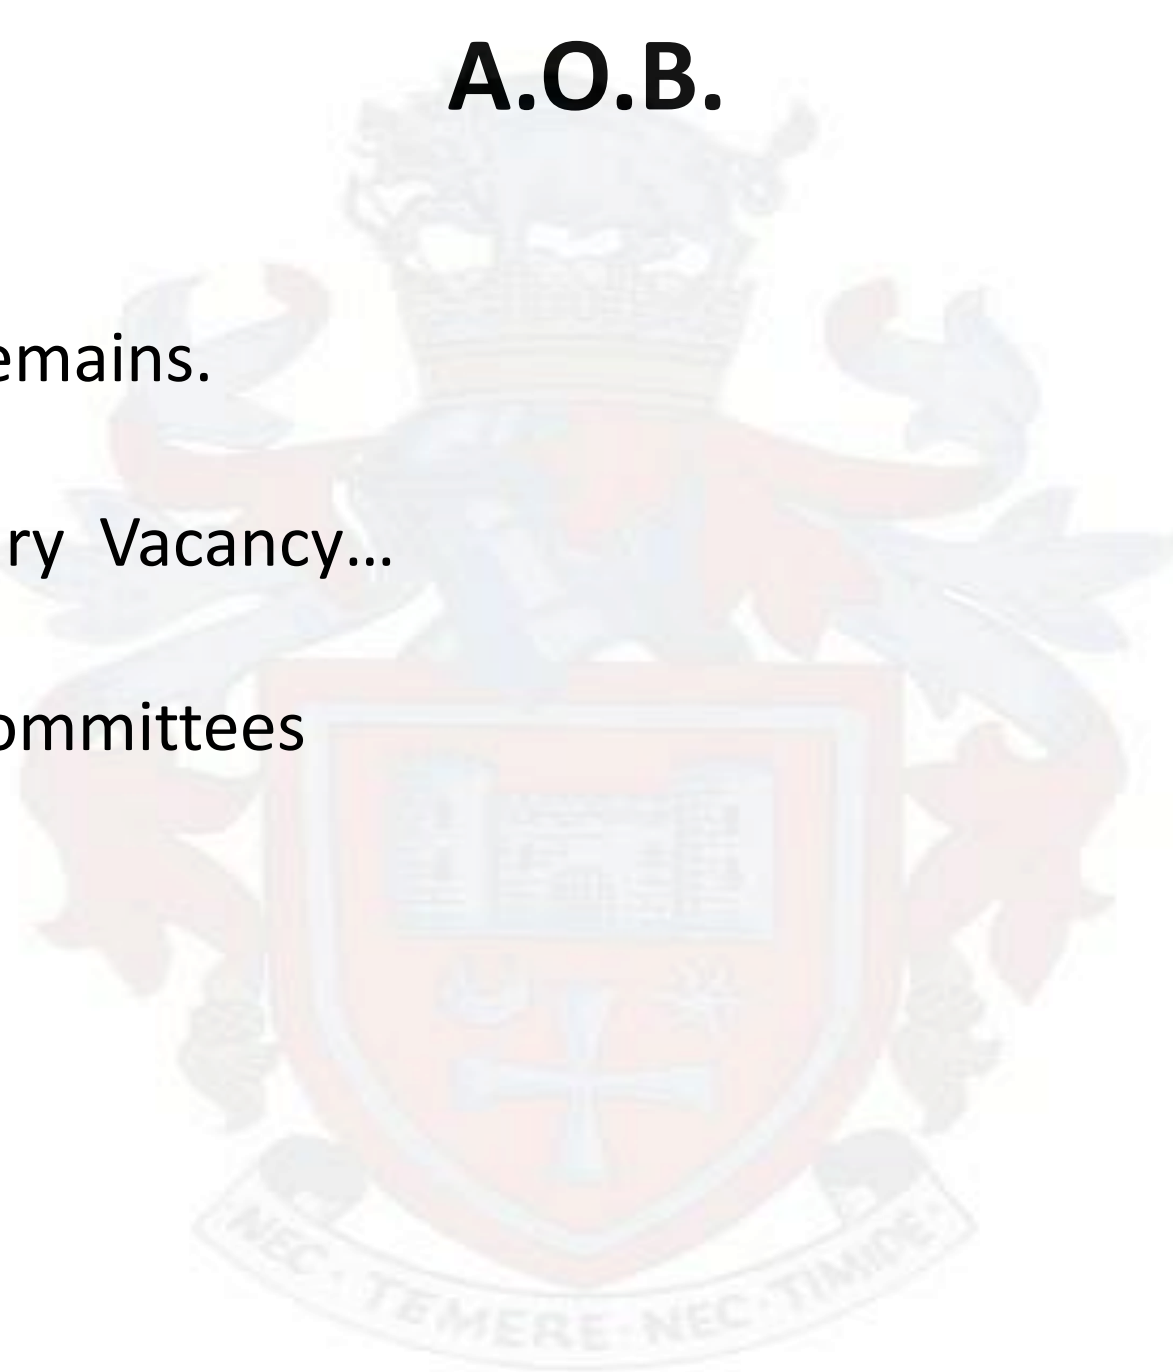 A.O.B.
emains.
ry Vacancy...
ommittees
NEC · TEMERE · NEC · TIMIDE ·